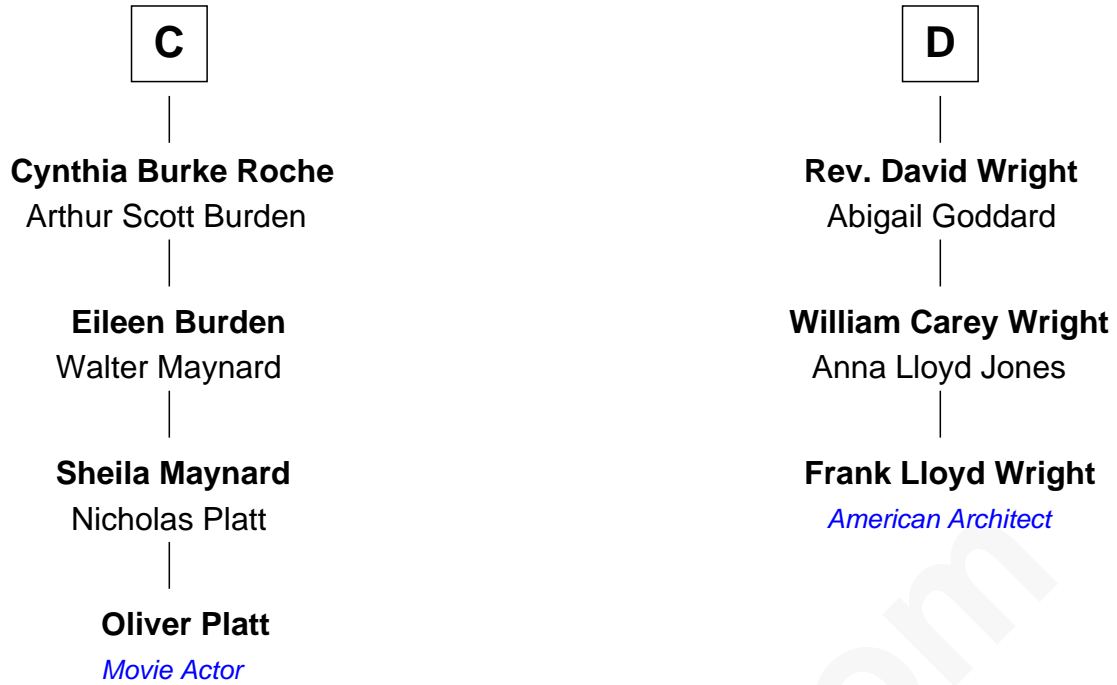 C
Cynthia Burke Roche
Arthur Scott Burden
Eileen Burden
Walter Maynard
Sheila Maynard
Nicholas Platt
Oliver Platt
Movie Actor
D
Rev. David Wright
Abigail Goddard
William Carey Wright
Anna Lloyd Jones
Frank Lloyd Wright
American Architect